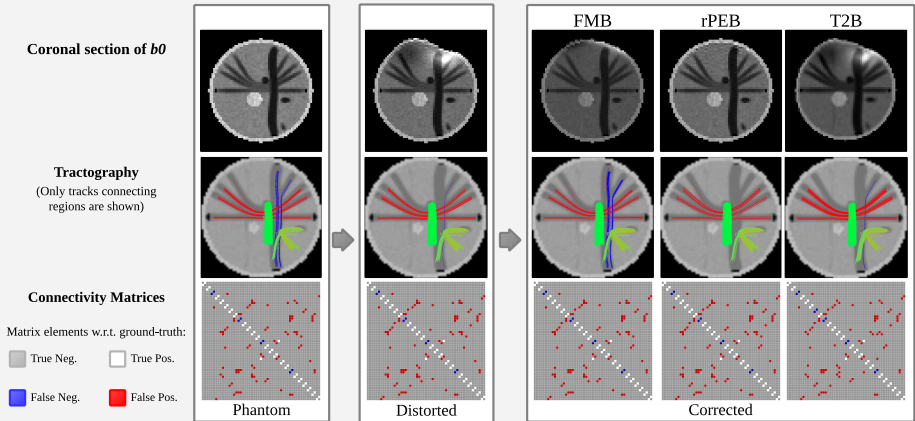 FMB rPEB T2B
Coronal section of b0
Tractography
(Only tracks connecting
regions are shown)
Connectivity Matrices
Matrix elements w.r.t. ground-truth:
True Neg. True Pos.
False Neg. False Pos.
Phantom Distorted Corrected